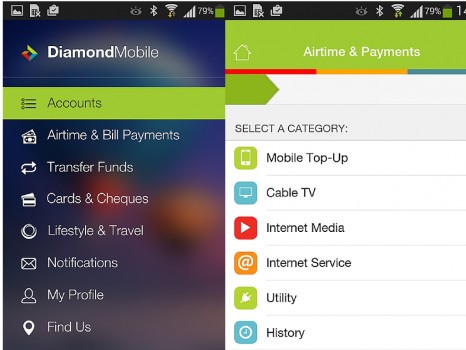 79%
DiamondMobile
Accounts
Airtime & Bill Payments
Transfer Funds
Cards & Cheques
Lifestyle & Travel
Notifications
My Profile
Find Us
79% 14
Airtime & Payments
SELECT A CATEGORY:
Mobile Top-Up
Cable TV
Internet Media
Internet Service
Utility
History